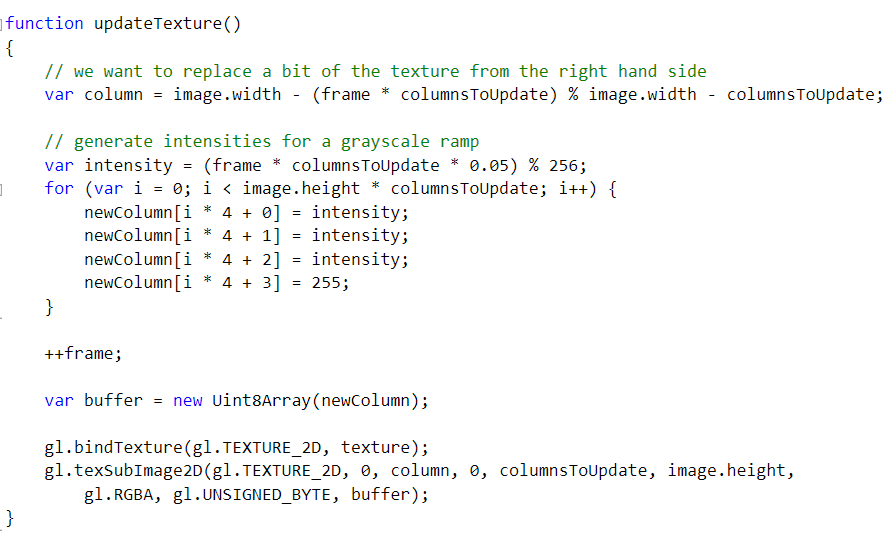 function updateTexture()
{
    // we want to replace a bit of the texture from the right hand side
    var column = image.width - (frame * columnsToUpdate) % image.width - columnsToUpdate;

    // generate intensities for a grayscale ramp
    var intensity = (frame * columnsToUpdate * 0.05) % 256;
    for (var i = 0; i < image.height * columnsToUpdate; i++) {
        newColumn[i * 4 + 0] = intensity;
        newColumn[i * 4 + 1] = intensity;
        newColumn[i * 4 + 2] = intensity;
        newColumn[i * 4 + 3] = 255;
    }

    ++frame;

    var buffer = new Uint8Array(newColumn);

    gl.bindTexture(gl.TEXTURE_2D, texture);
    gl.texSubImage2D(gl.TEXTURE_2D, 0, column, 0, columnsToUpdate, image.height,
        gl.RGBA, gl.UNSIGNED_BYTE, buffer);
}